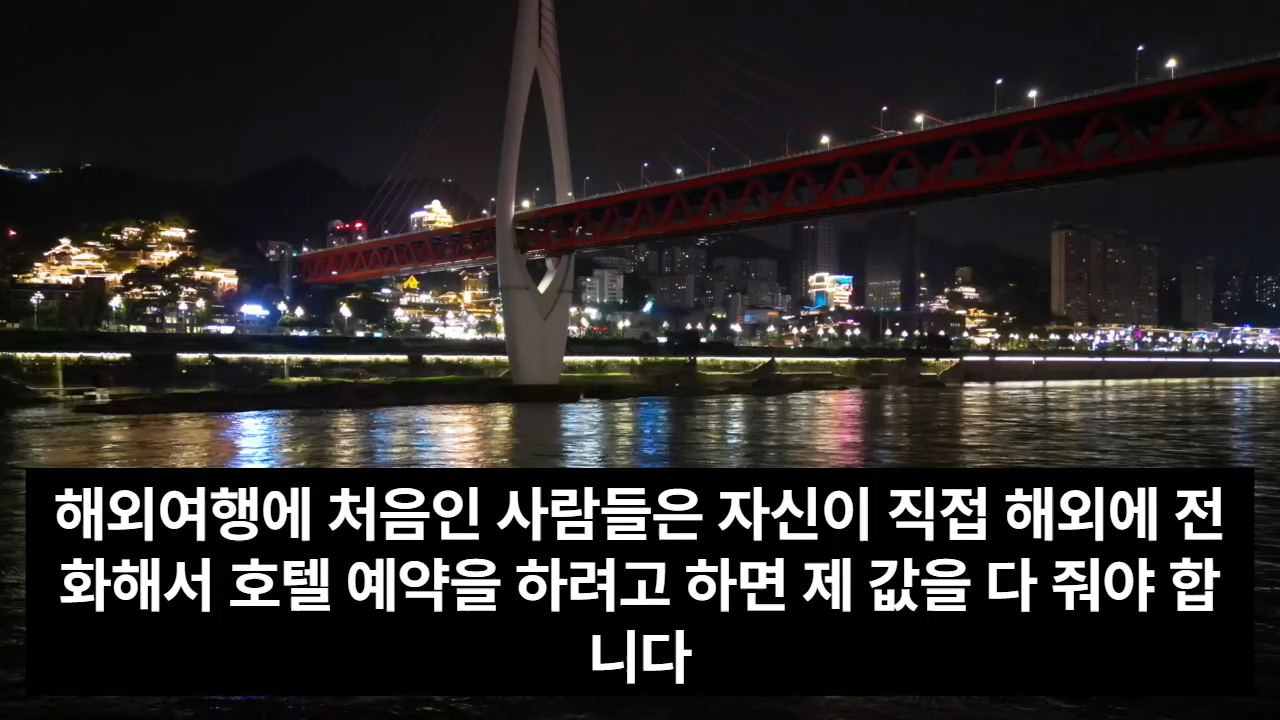 해외여행에 처음인 사람들은 자신이 직접 해외에 전
화해서 호텔 예약을 하려고 하면 제 값을 다 줘야 합
니다